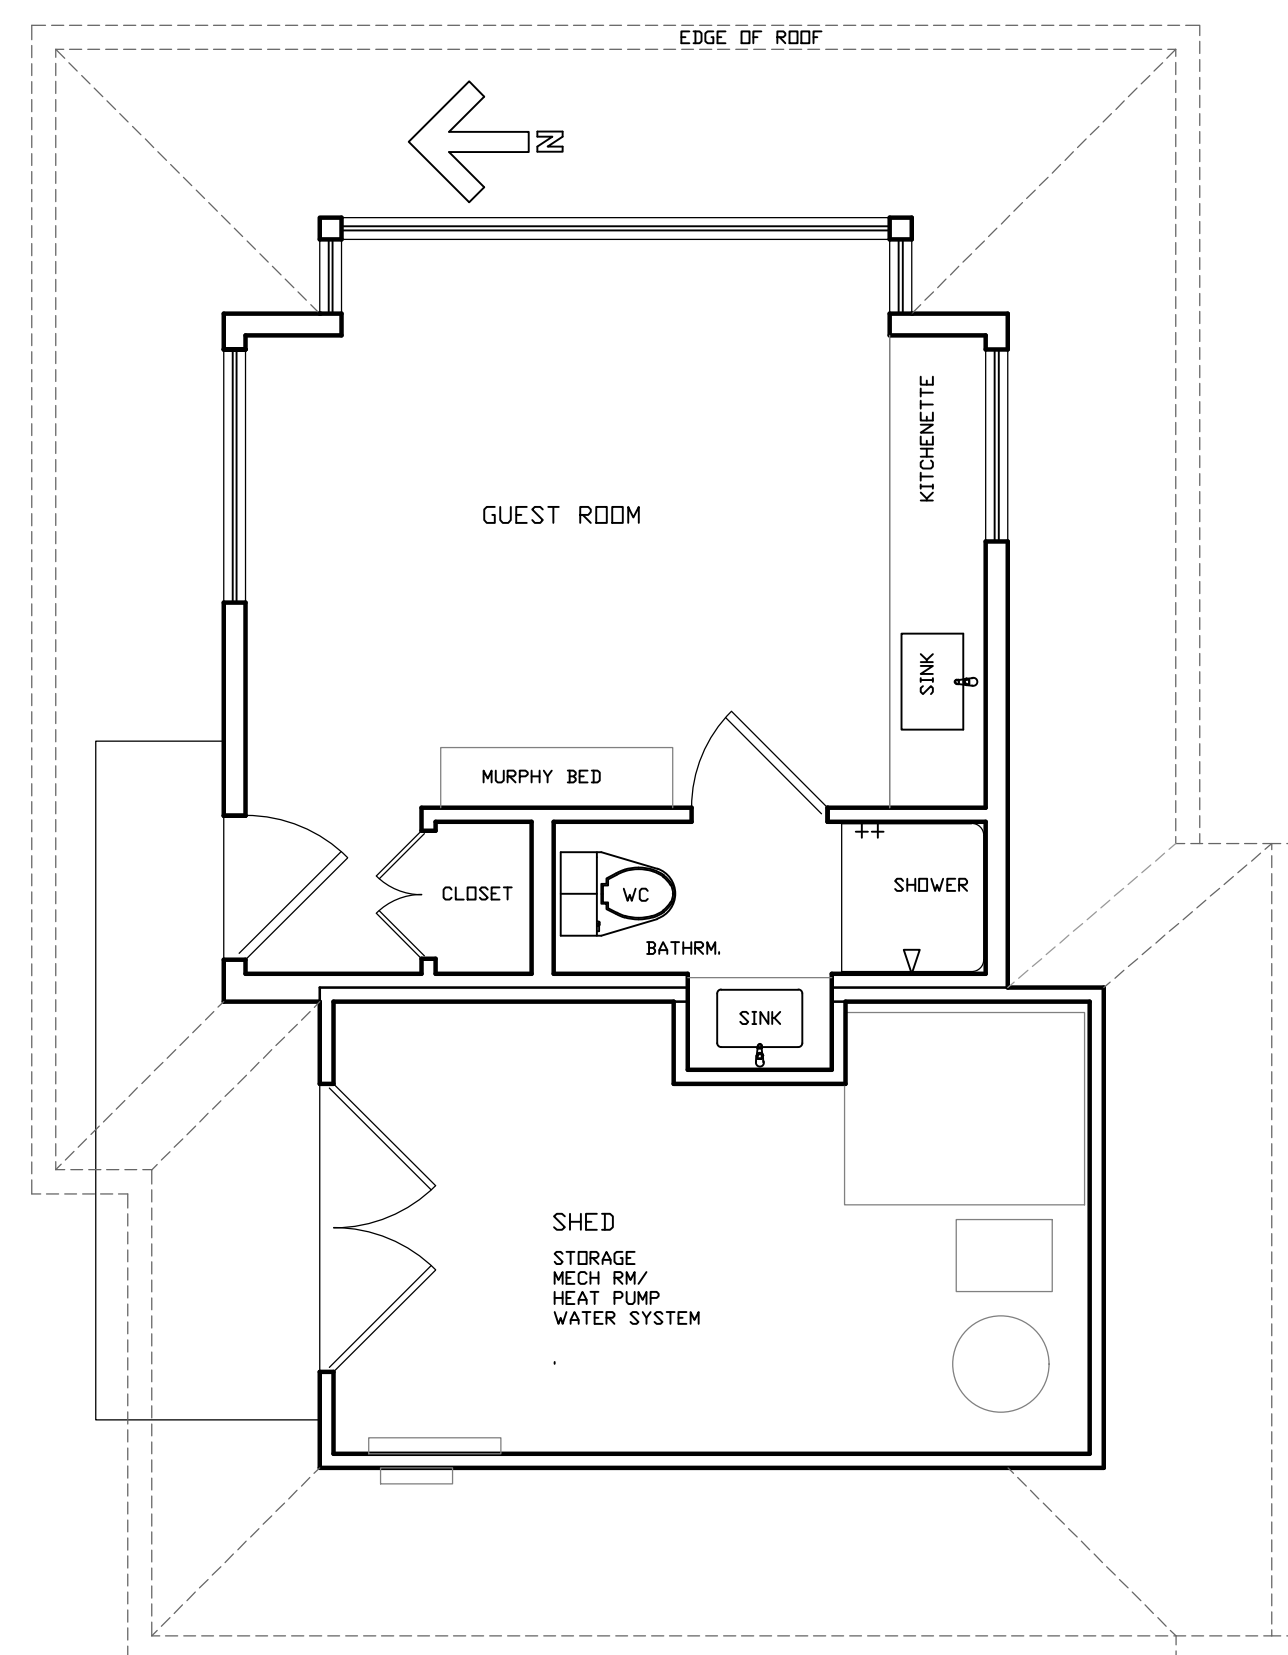 EDGE OF ROOF
N
KITCHENETTE
GUEST ROOM
SINK
MURPHY BED
CLOSET
WC
SHOWER
BATHRM.
SINK
SHED
STORAGE
MECH RM/
HEAT PUMP
WATER SYSTEM